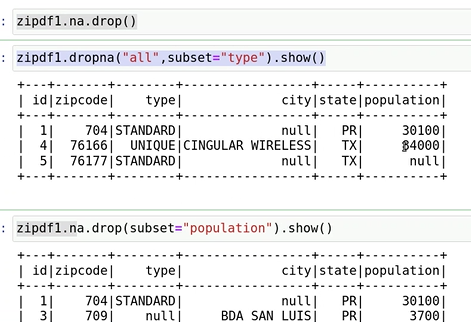 : zipdf1.na.drop()
: zipdf1.dropna("all",subset="type").show()
+---+-------+--------+----------------+-----+----------+
| id|zipcode|    type|            city|state|population|
+---+-------+--------+----------------+-----+----------+
|  1|    704|STANDARD|            null|   PR|     30100|
|  4|  76166|  UNIQUE|CINGULAR WIRELESS|   TX|     84000|
|  5|  76177|STANDARD|            null|   TX|      null|
+---+-------+--------+----------------+-----+----------+
: zipdf1.na.drop(subset="population").show()
+---+-------+--------+----------------+-----+----------+
| id|zipcode|    type|            city|state|population|
+---+-------+--------+----------------+-----+----------+
|  1|    704|STANDARD|            null|   PR|     30100|
|  3|    709|    null|    BDA SAN LUIS|   PR|      3700|